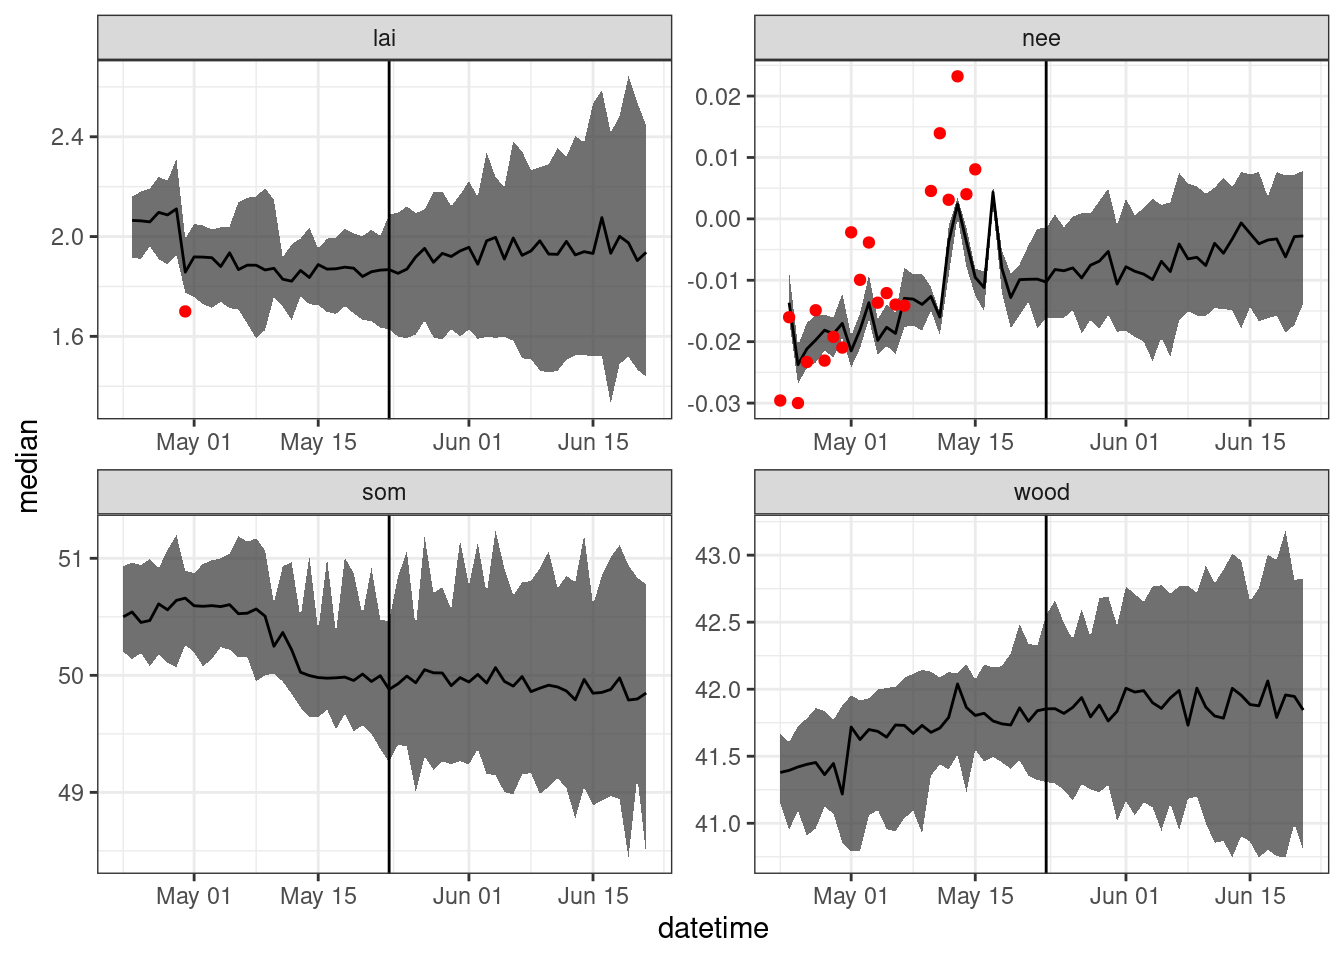 lai
nee
2.4
2.0
1.6
0.02
0.01
0.00
-0.01
-0.02
-0.03
May 01 May 15 Jun 01 Jun 15
May 01 May 15 Jun 01 Jun 15
median
som
wood
51
50
49
43.0
42.5
42.0
41.5
41.0
May 01 May 15 Jun 01 Jun 15
May 01 May 15 Jun 01 Jun 15
datetime